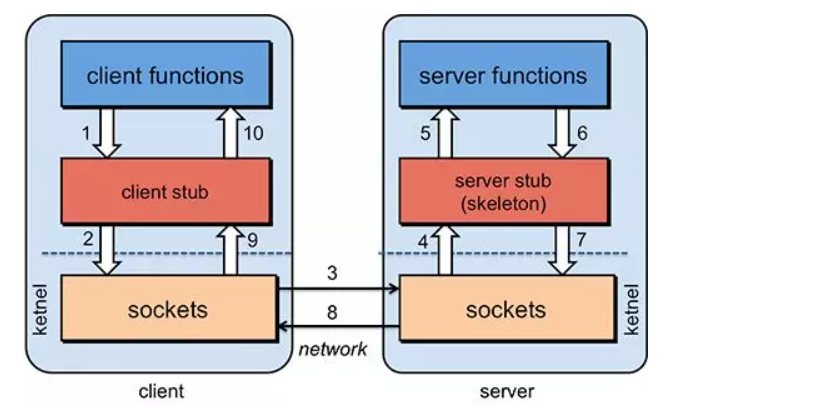 client functions
server functions
1
10
5
6
client stub
server stub
(skeleton)
2
9
4
7
ketnel
sockets
3
8
network
sockets
ketnel
client
server